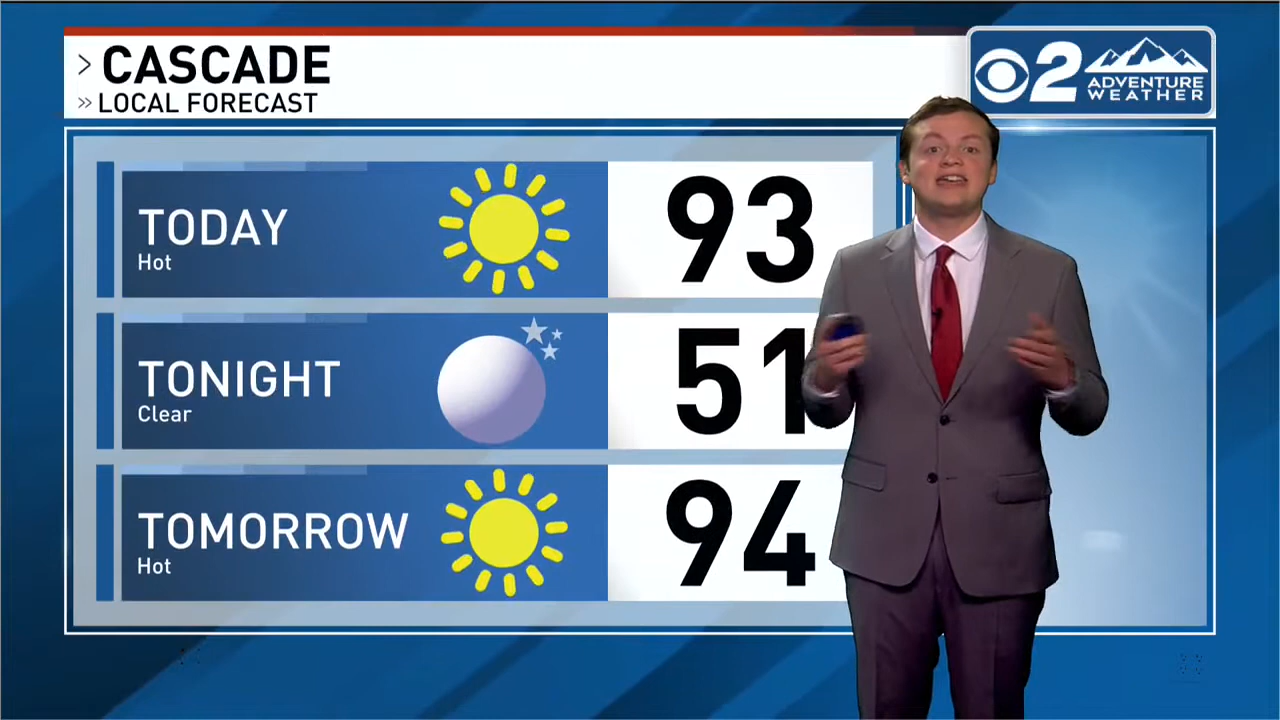 > CASCADE
» LOCAL FORECAST
2 ADVENTURE
WEATHER
TODAY
Hot
93
TONIGHT
Clear
51
TOMORROW
Hot
94